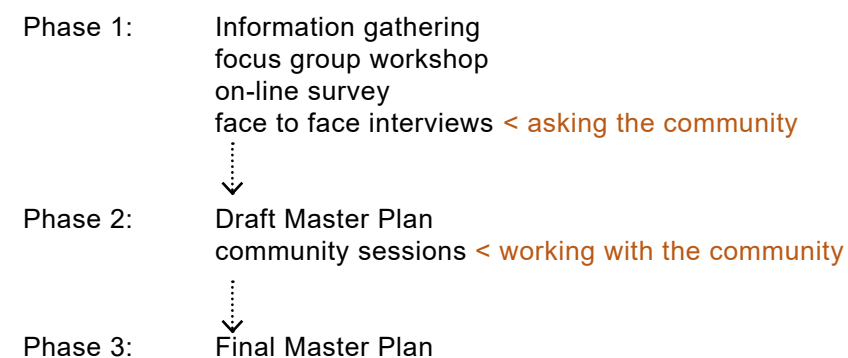 Phase 1: Information gathering
focus group workshop
on-line survey
face to face interviews < asking the community
Phase 2: Draft Master Plan
community sessions < working with the community
Phase 3: Final Master Plan